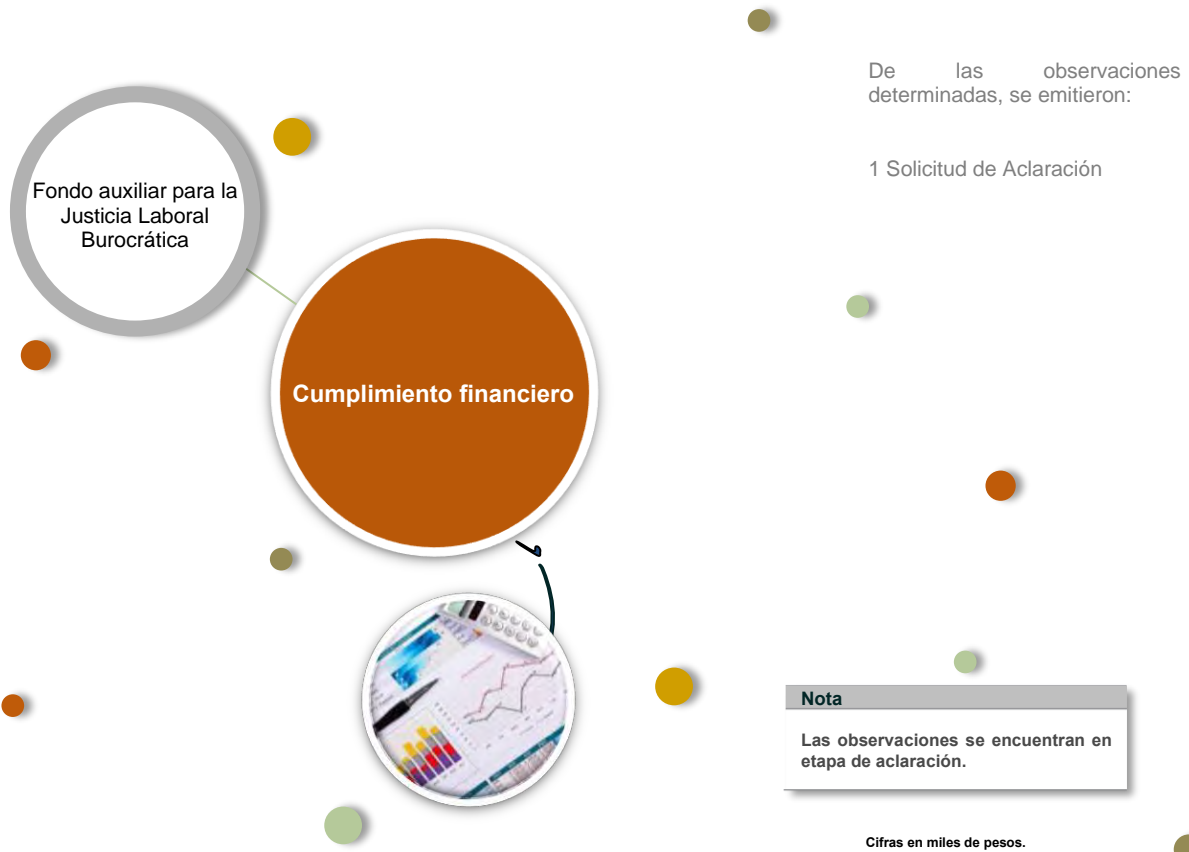 De las observaciones
determinadas, se emitieron:
1 Solicitud de Aclaración
Fondo auxiliar para la
Justicia Laboral
Burocrática
Cumplimiento financiero
Nota
Las observaciones se encuentran en
etapa de aclaración.
Cifras en miles de pesos.